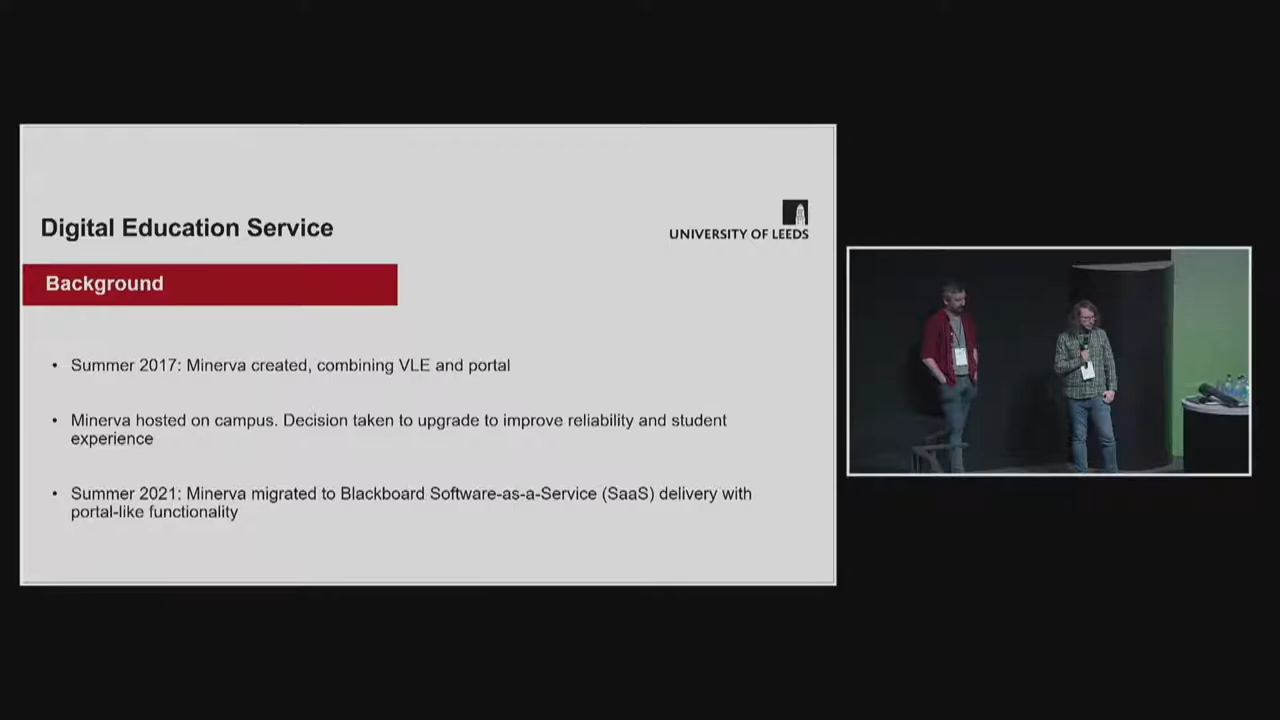 Digital Education Service
UNIVERSITY OF LEEDS
Background
• Summer 2017: Minerva created, combining VLE and portal
• Minerva hosted on campus. Decision taken to upgrade to improve reliability and student
experience
• Summer 2021: Minerva migrated to Blackboard Software-as-a-Service (SaaS) delivery with
portal-like functionality